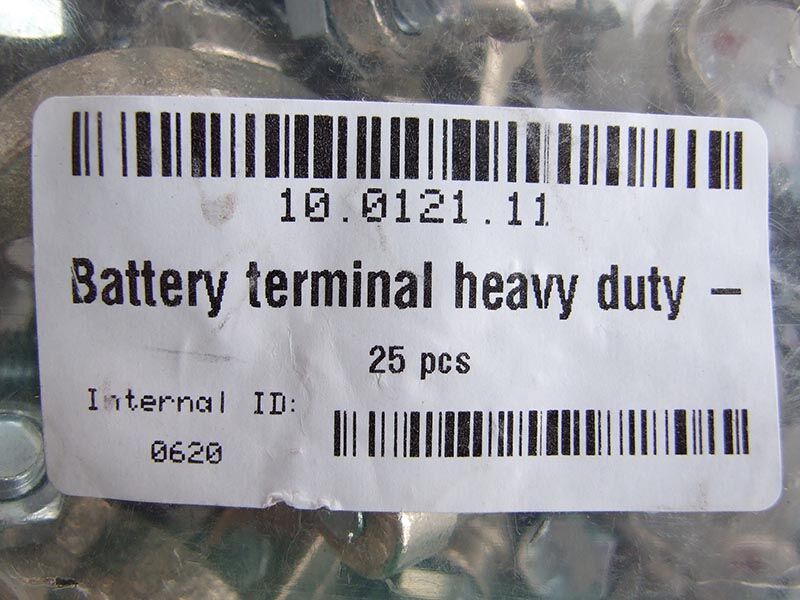 10.0121.11
Battery terminal heavy duty –
25 pcs
Internal ID:
0620